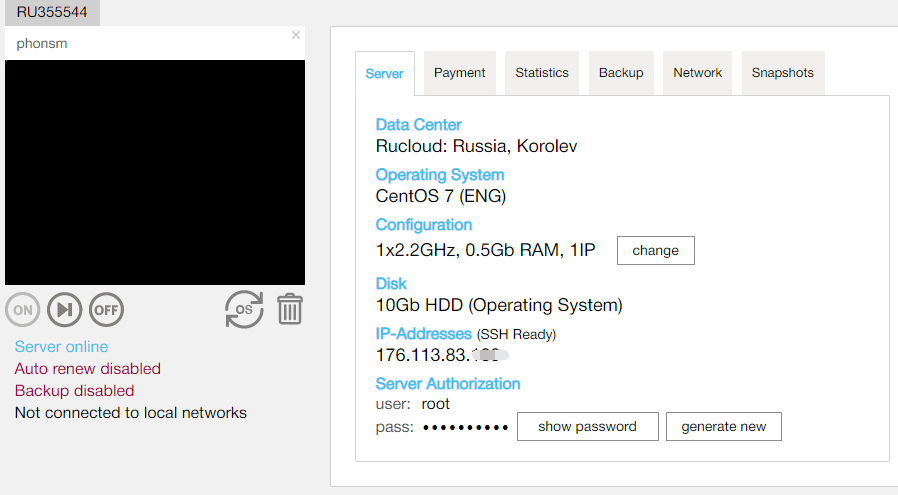 RU355544
phonsm
ON
OFF
OS
Server online
Auto renew disabled
Backup disabled
Not connected to local networks
Server
Payment
Statistics
Backup
Network
Snapshots
Data Center
Rucloud: Russia, Korolev
Operating System
CentOS 7 (ENG)
Configuration
1x2.2GHz, 0.5Gb RAM, 1IP
change
Disk
10Gb HDD (Operating System)
IP-Addresses (SSH Ready)
176.113.83.
Server Authorization
user: root
pass: ••••••••••
show password
generate new